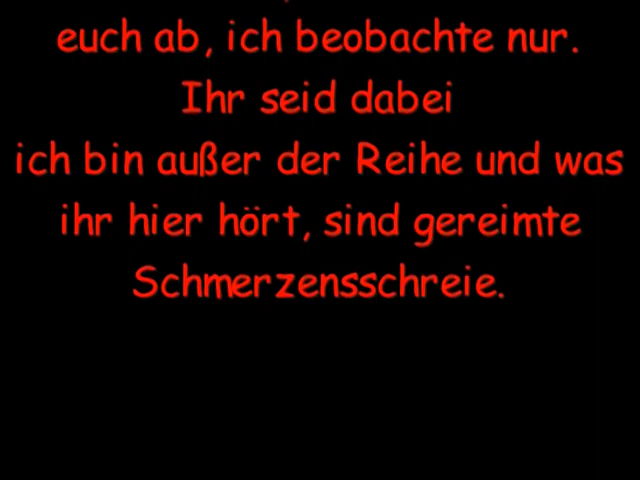 euch ab, ich beobachte nur.
Ihr seid dabei
ich bin außer der Reihe und was
ihr hier hört, sind gereimte
Schmerzensschreie.